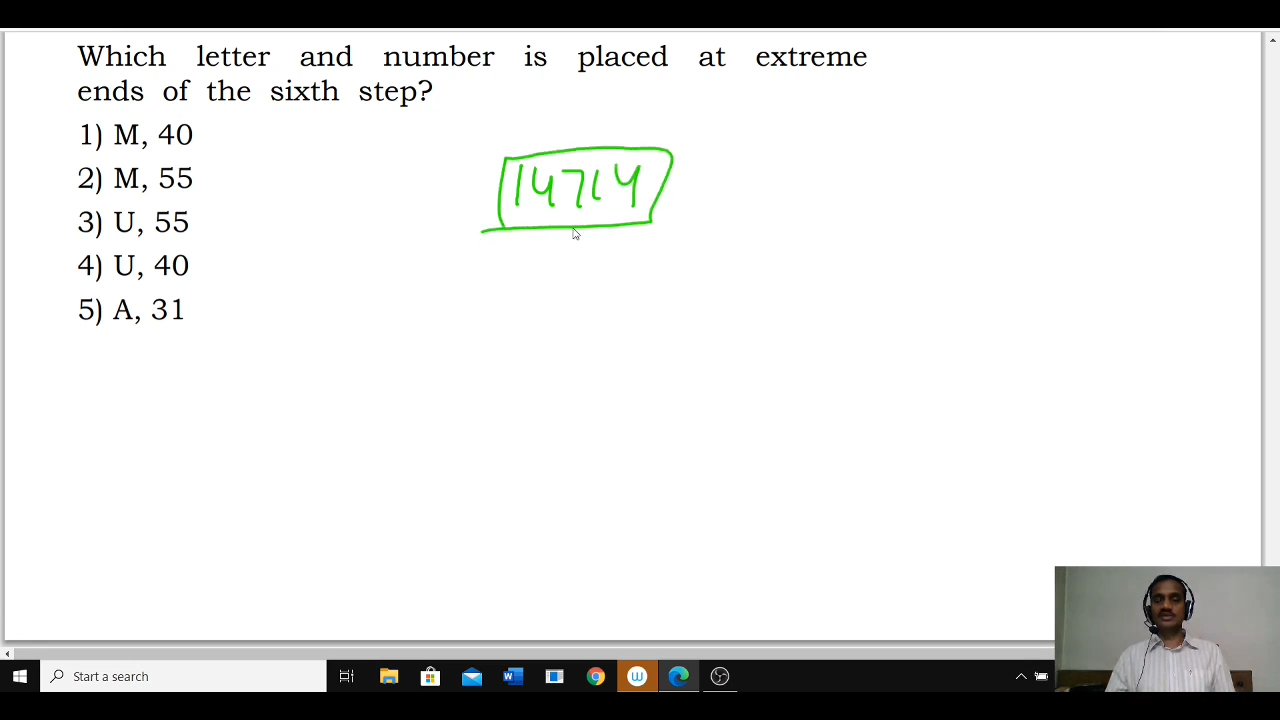 Which letter and number is placed at extreme
ends of the sixth step?
1) M, 40
2) M, 55
3) U, 55
4) U, 40
5) A, 31
14714
Start a search